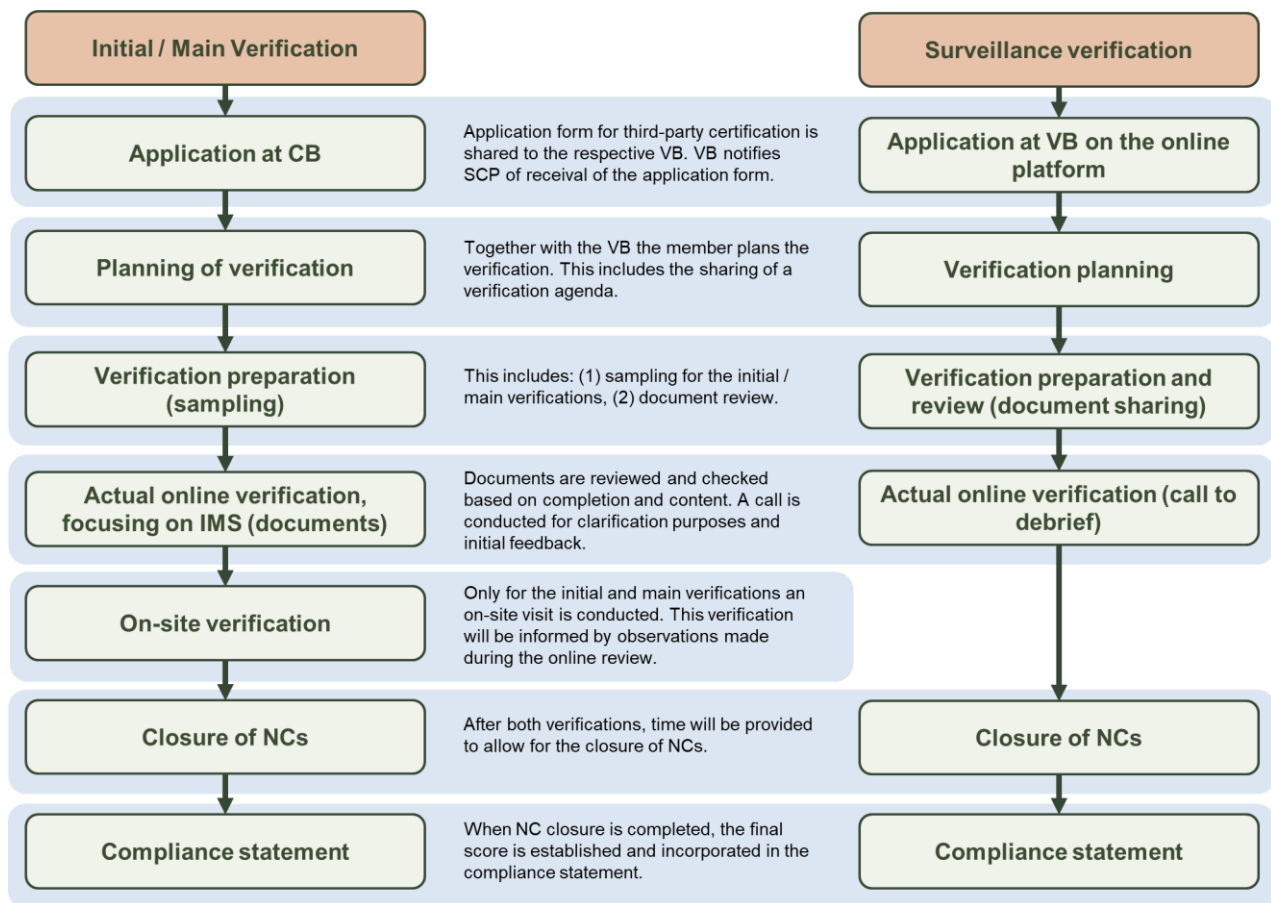 Initial / Main Verification
Surveillance verification
Application at CB
Application form for third-party certification is
shared to the respective VB. VB notifies
SCP of receival of the application form.
Application at VB on the online
platform
Planning of verification
Together with the VB the member plans the
verification. This includes the sharing of a
verification agenda.
Verification planning
Verification preparation
(sampling)
This includes: (1) sampling for the initial /
main verifications, (2) document review.
Verification preparation and
review (document sharing)
Actual online verification,
focusing on IMS (documents)
Documents are reviewed and checked
based on completion and content. A call is
conducted for clarification purposes and
initial feedback.
Actual online verification (call to
debrief)
On-site verification
Only for the initial and main verifications an
on-site visit is conducted. This verification
will be informed by observations made
during the online review.
Closure of NCs
After both verifications, time will be provided
to allow for the closure of NCs.
Closure of NCs
Compliance statement
When NC closure is completed, the final
score is established and incorporated in the
compliance statement.
Compliance statement